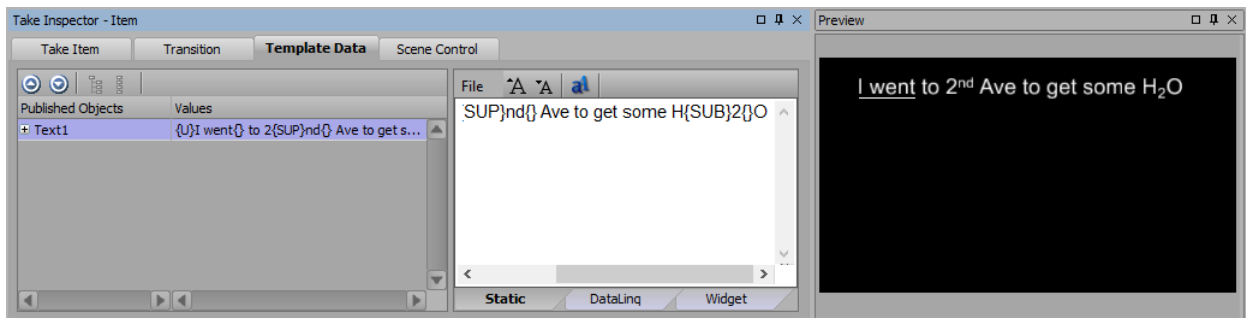 Take Inspector - Item
Take Item Transition Template Data Scene Control
Published Objects Values
Text1 {U}I went{} to 2{SUP}nd{} Ave to get s...
File A A a
SUP}nd{} Ave to get some H{SUB}2{}O
Static DataLinq Widget
Preview
I went to 2nd Ave to get some H₂O